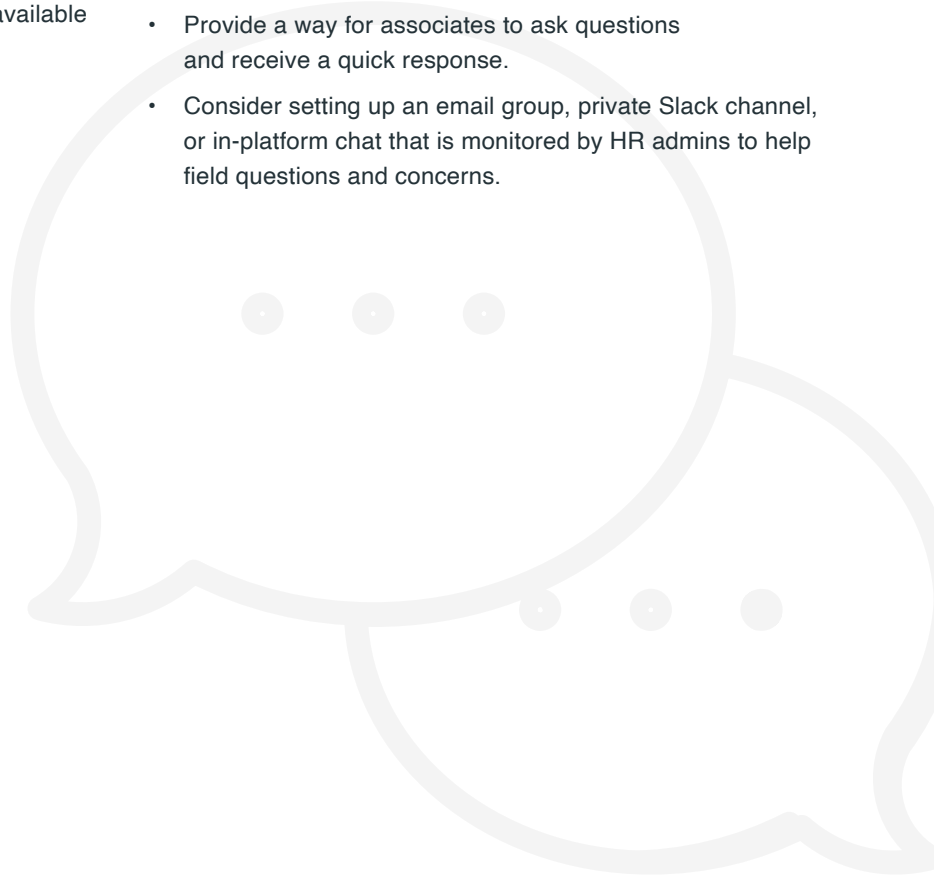 available
• Provide a way for associates to ask questions
and receive a quick response.
• Consider setting up an email group, private Slack channel,
or in-platform chat that is monitored by HR admins to help
field questions and concerns.